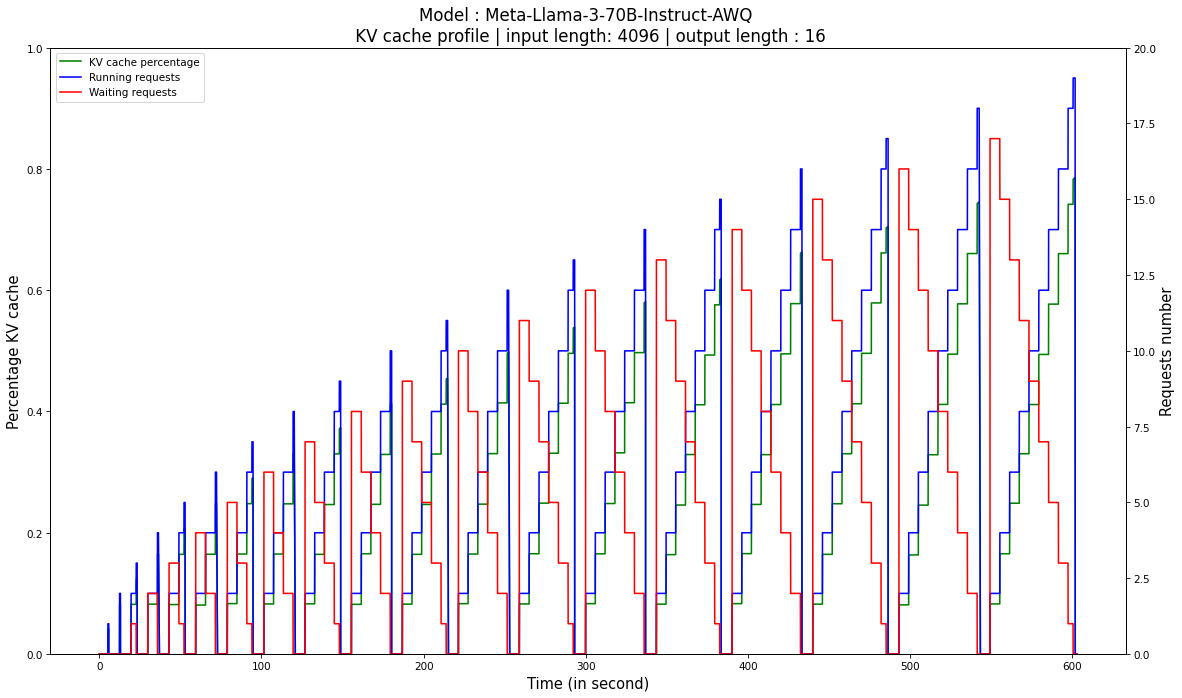 Model : Meta-Llama-3-70B-Instruct-AWQ
KV cache profile | input length: 4096 | output length : 16
KV cache percentage
Running requests
Waiting requests
Percentage KV cache
1.0
0.8
0.6
0.4
0.2
0.0
20.0
17.5
15.0
12.5
10.0
7.5
5.0
2.5
0.0
Requests number
0
100
200
300
400
500
600
Time (in second)